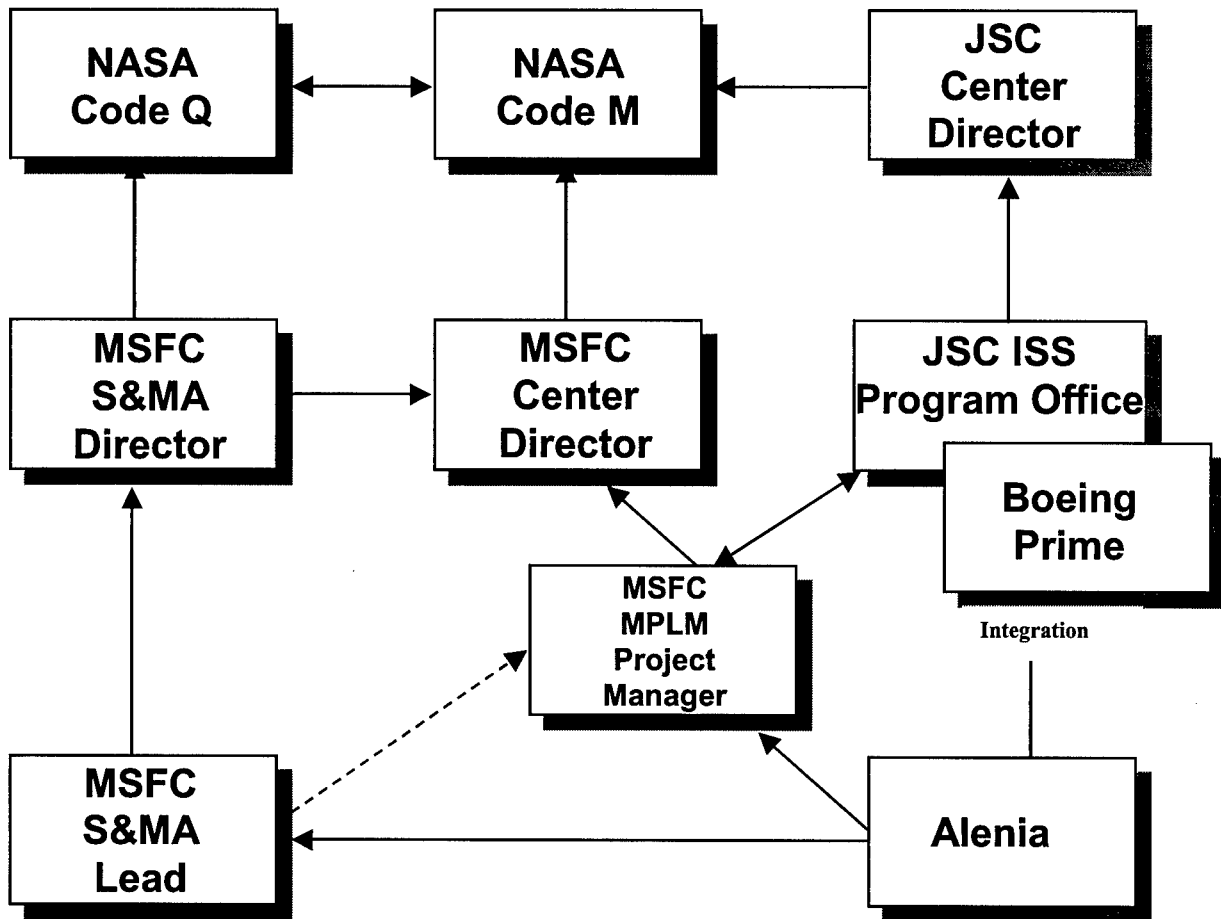 NASA
Code Q
NASA
Code M
JSC
Center
Director
MSFC
S&MA
Director
MSFC
Center
Director
JSC ISS
Program Office
Boeing
Prime
MSFC
MPLM
Project
Manager
Integration
MSFC
S&MA
Lead
Alenia